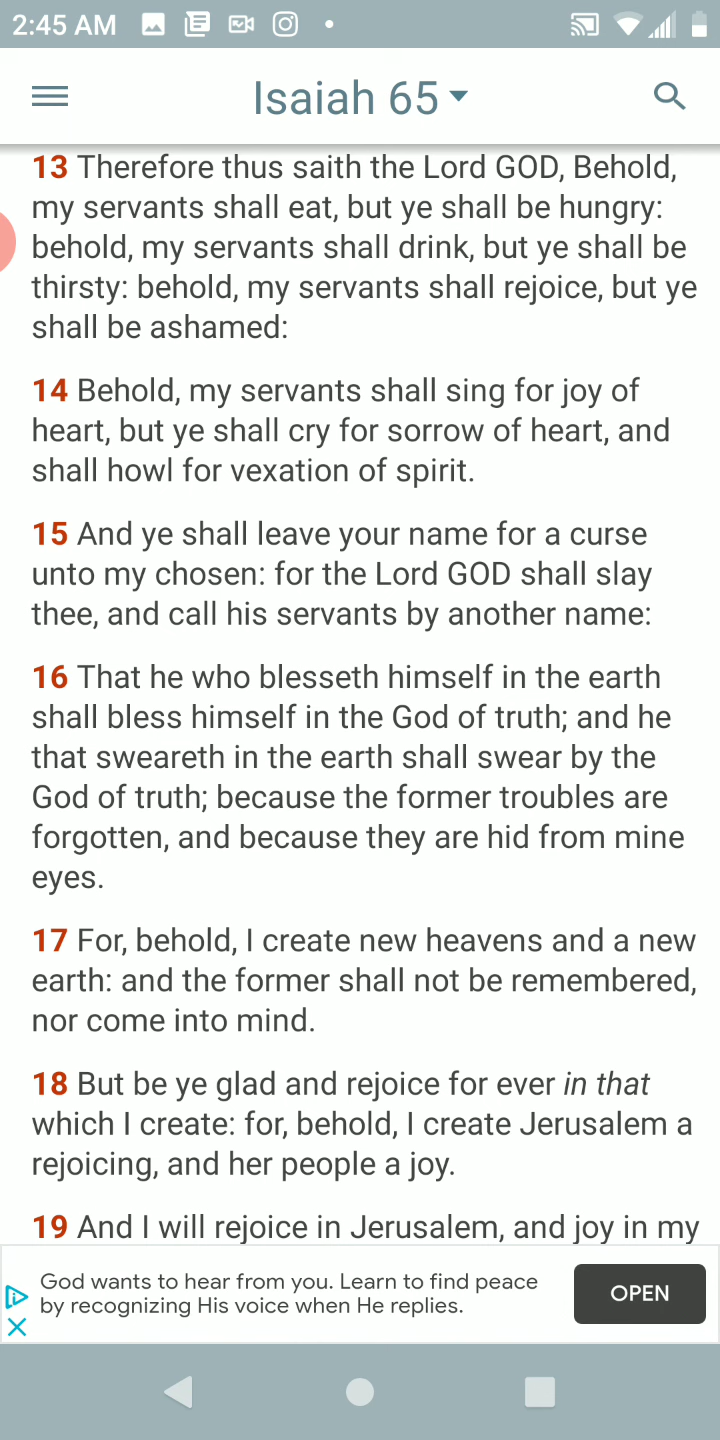 2:45 AM
Isaiah 65
13 Therefore thus saith the Lord GOD, Behold,
my servants shall eat, but ye shall be hungry:
behold, my servants shall drink, but ye shall be
thirsty: behold, my servants shall rejoice, but ye
shall be ashamed:
14 Behold, my servants shall sing for joy of
heart, but ye shall cry for sorrow of heart, and
shall howl for vexation of spirit.
15 And ye shall leave your name for a curse
unto my chosen: for the Lord GOD shall slay
thee, and call his servants by another name:
16 That he who blesseth himself in the earth
shall bless himself in the God of truth; and he
that sweareth in the earth shall swear by the
God of truth; because the former troubles are
forgotten, and because they are hid from mine
eyes.
17 For, behold, I create new heavens and a new
earth: and the former shall not be remembered,
nor come into mind.
18 But be ye glad and rejoice for ever in that
which I create: for, behold, I create Jerusalem a
rejoicing, and her people a joy.
19 And I will rejoice in Jerusalem, and joy in my
God wants to hear from you. Learn to find peace
by recognizing His voice when He replies.
OPEN